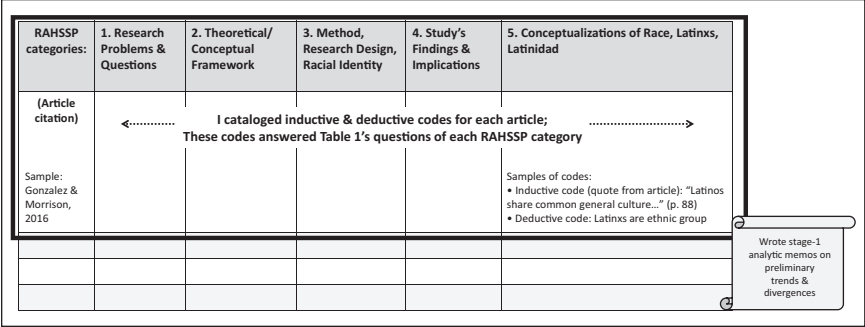 RAHSSP
categories:
1. Research
Problems &
Questions
2. Theoretical/
Conceptual
Framework
3. Method,
Research Design,
Racial Identity
4. Study's
Findings &
Implications
5. Conceptualizations of Race, Latinxs,
Latinidad
(Article
citation)
I cataloged inductive & deductive codes for each article;
These codes answered Table 1's questions of each RAHSSP category
Sample:
Gonzalez &
Morrison,
2016
Samples of codes:
• Inductive code (quote from article): "Latinos
share common general culture..." (p. 88)
• Deductive code: Latinxs are ethnic group
Wrote stage-1
analytic memos on
preliminary
trends &
divergences